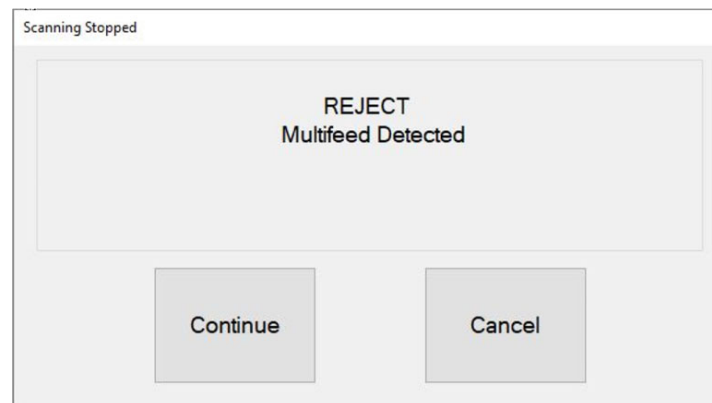 Scanning Stopped
REJECT
Multifeed Detected
Continue
Cancel